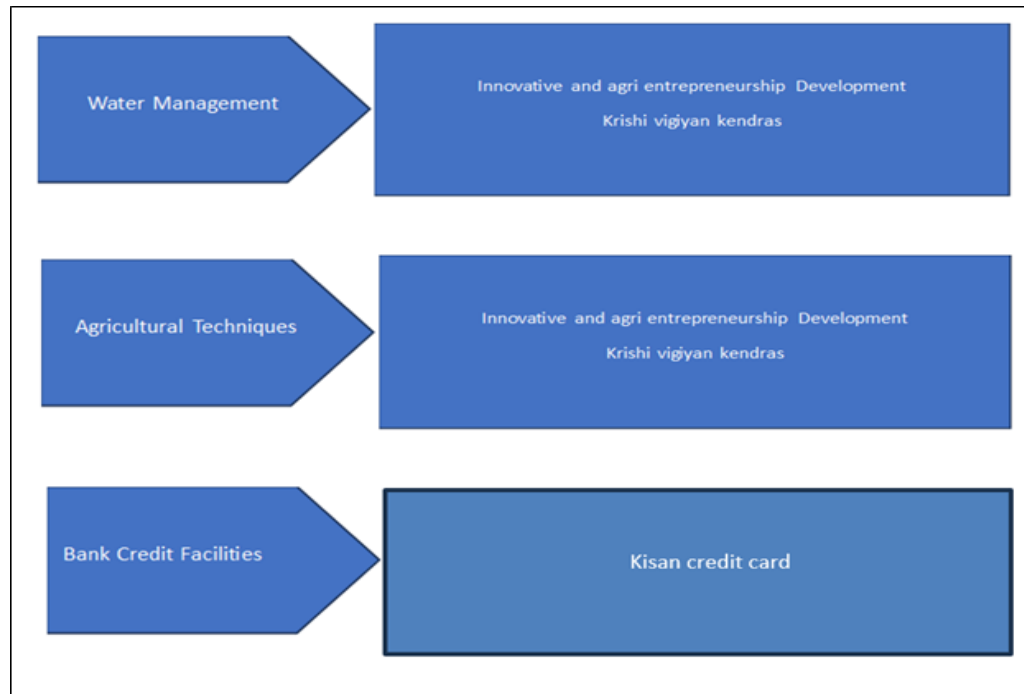 Water Management
Innovative and agri entrepreneurship Development
Krishi vigiyan kendras
Agricultural Techniques
Innovative and agri entrepreneurship Development
Krishi vigiyan kendras
Bank Credit Facilities
Kisan credit card